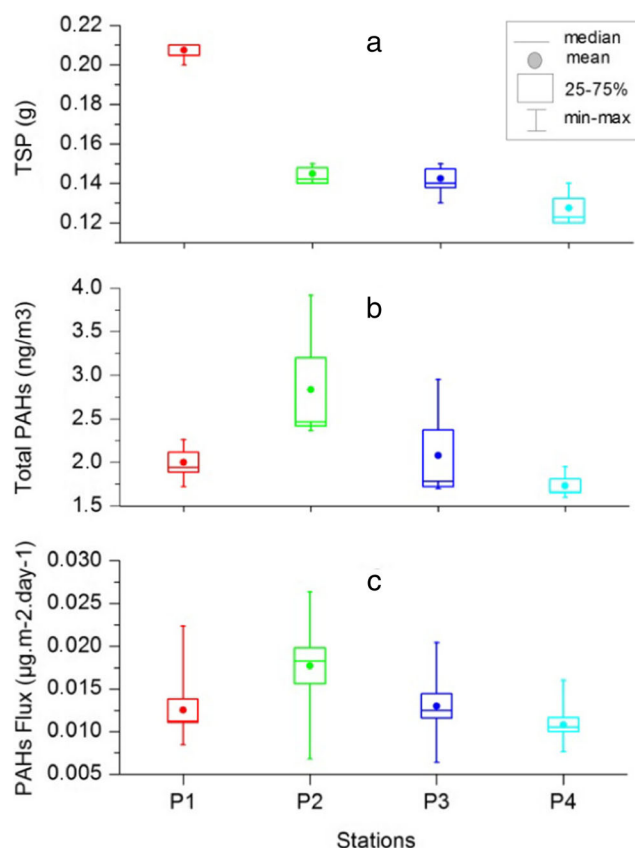 a
median
mean
25-75%
min-max
TSP (g)
0.22
0.20
0.18
0.16
0.14
0.12
b
Total PAHs (ng/m3)
4.0
3.5
3.0
2.5
2.0
1.5
c
PAHs Flux (µg.m-2.day-1)
0.030
0.025
0.020
0.015
0.010
0.005
P1 P2 P3 P4
Stations